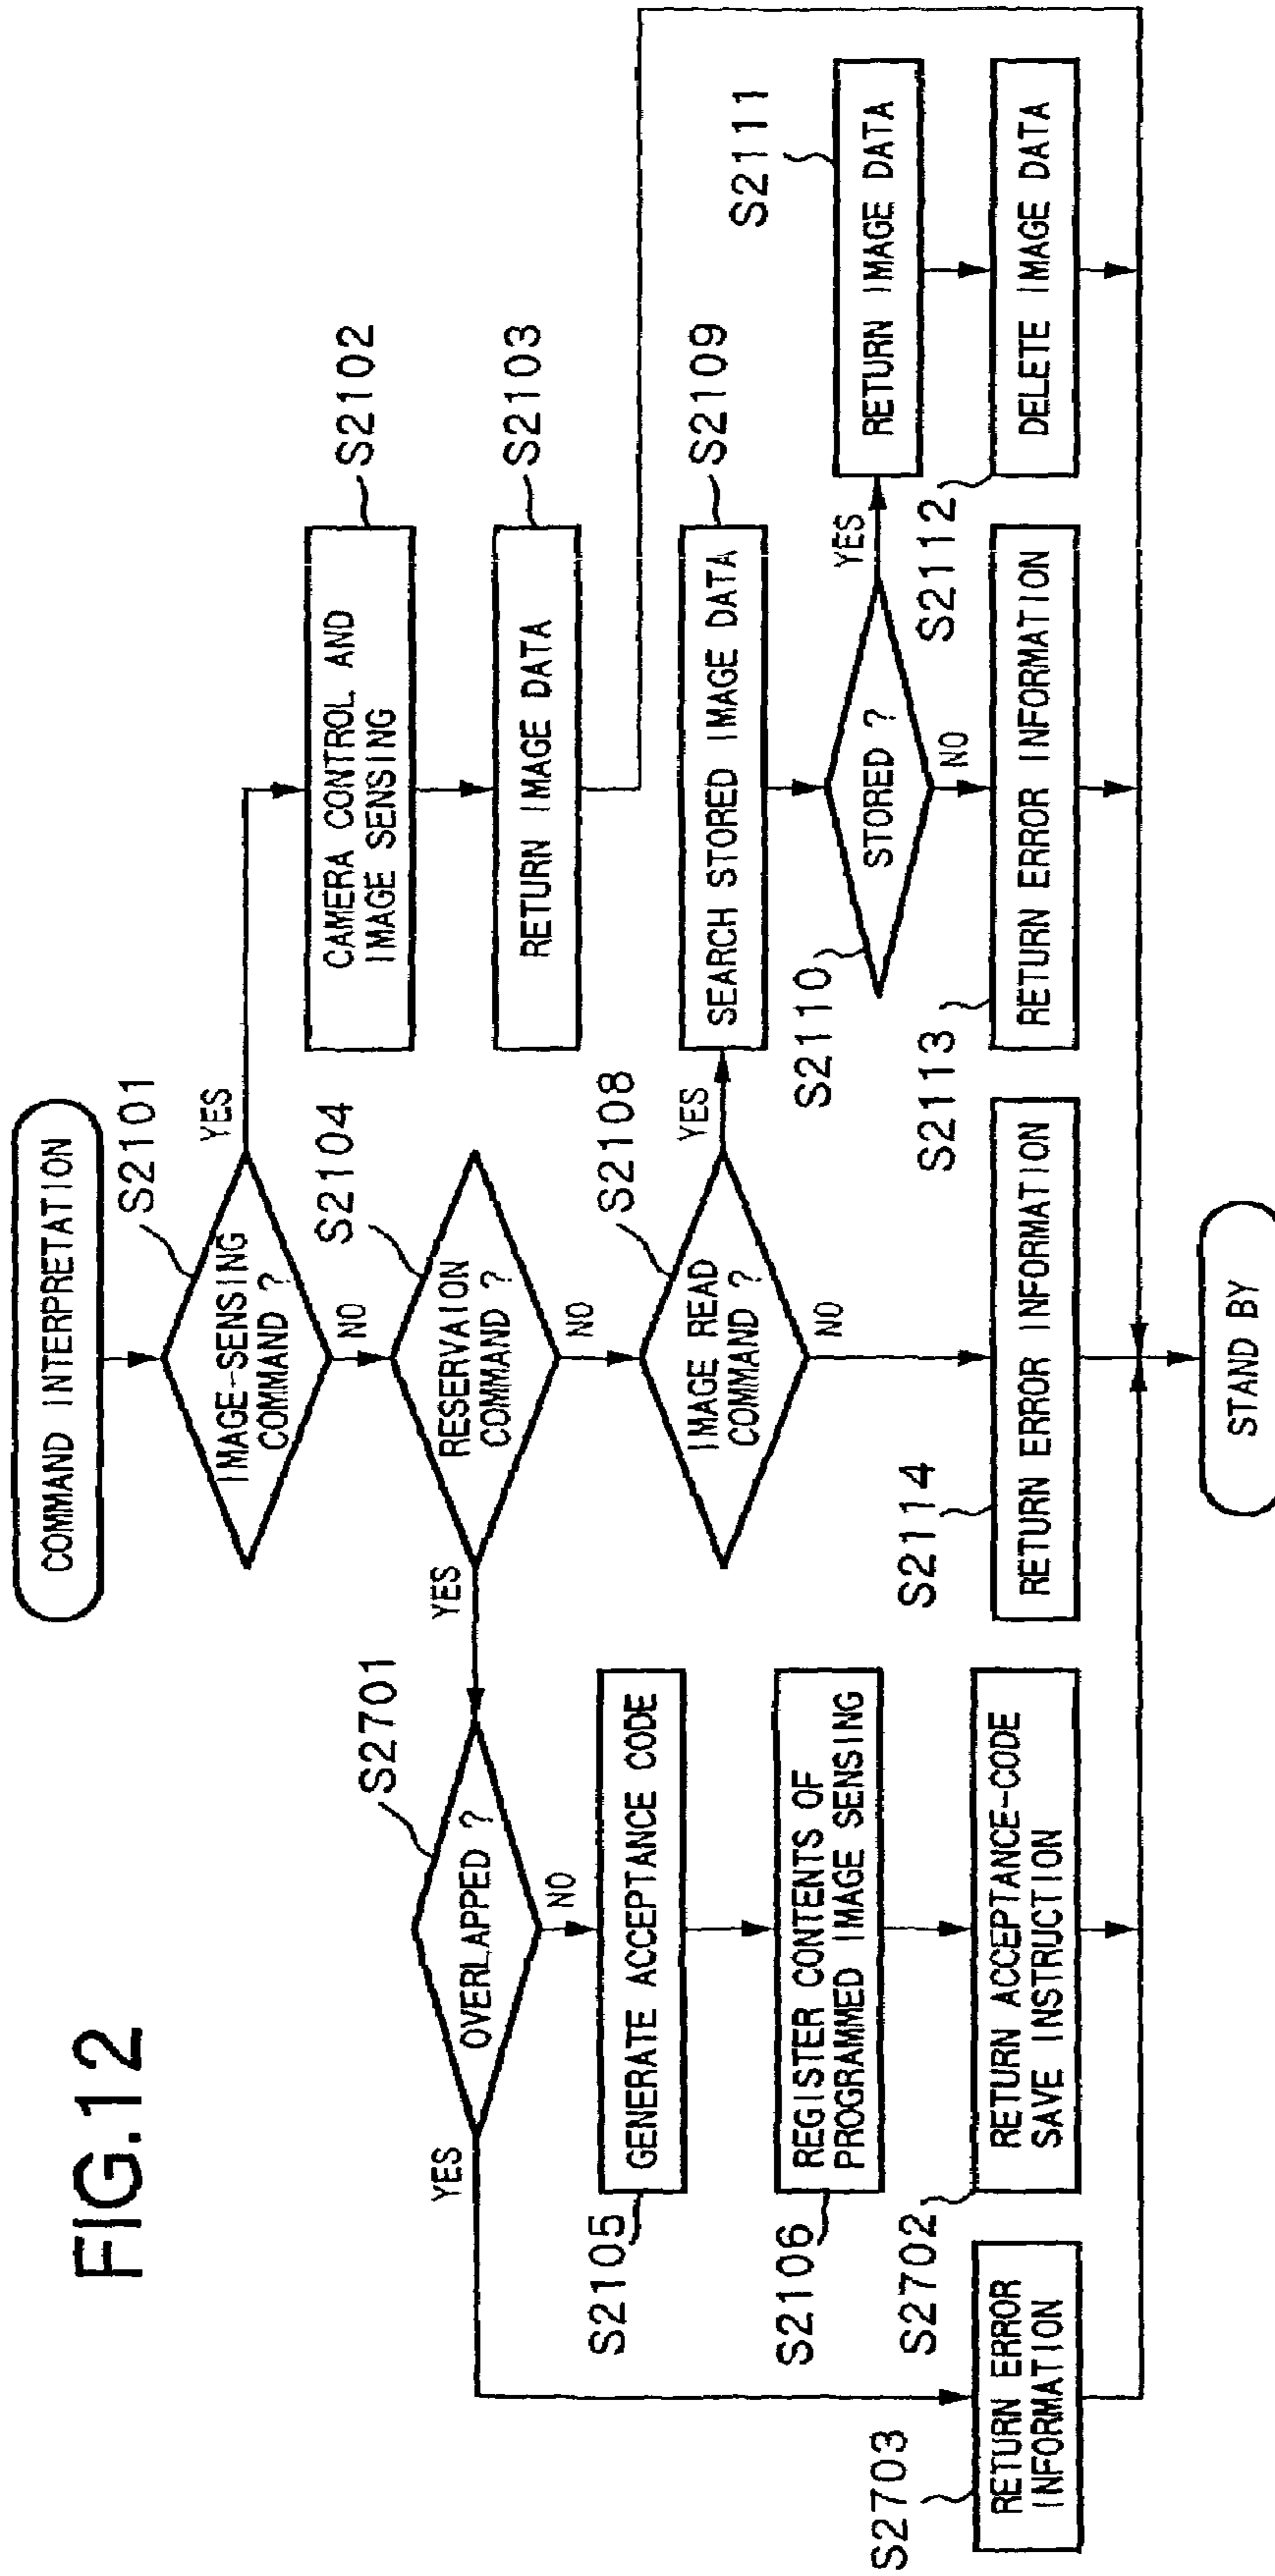 FIG.12
COMMAND INTERPRETATION
S2101
IMAGE-SENSING
COMMAND ?
YES
NO
S2102
CAMERA CONTROL AND
IMAGE SENSING
S2103
RETURN IMAGE DATA
S2104
RESERVAION
COMMAND ?
YES
NO
S2701
OVERLAPPED ?
YES
NO
S2105
GENERATE ACCEPTANCE CODE
S2106
REGISTER CONTENTS OF
PROGRAMMED IMAGE SENSING
S2702
RETURN ACCEPTANCE-CODE
SAVE INSTRUCTION
S2703
RETURN ERROR
INFORMATION
S2108
IMAGE READ
COMMAND ?
YES
NO
S2109
SEARCH STORED IMAGE DATA
S2110
STORED ?
YES
NO
S2111
RETURN IMAGE DATA
S2112
DELETE IMAGE DATA
S2113
RETURN ERROR INFORMATION
S2114
RETURN ERROR INFORMATION
STAND BY